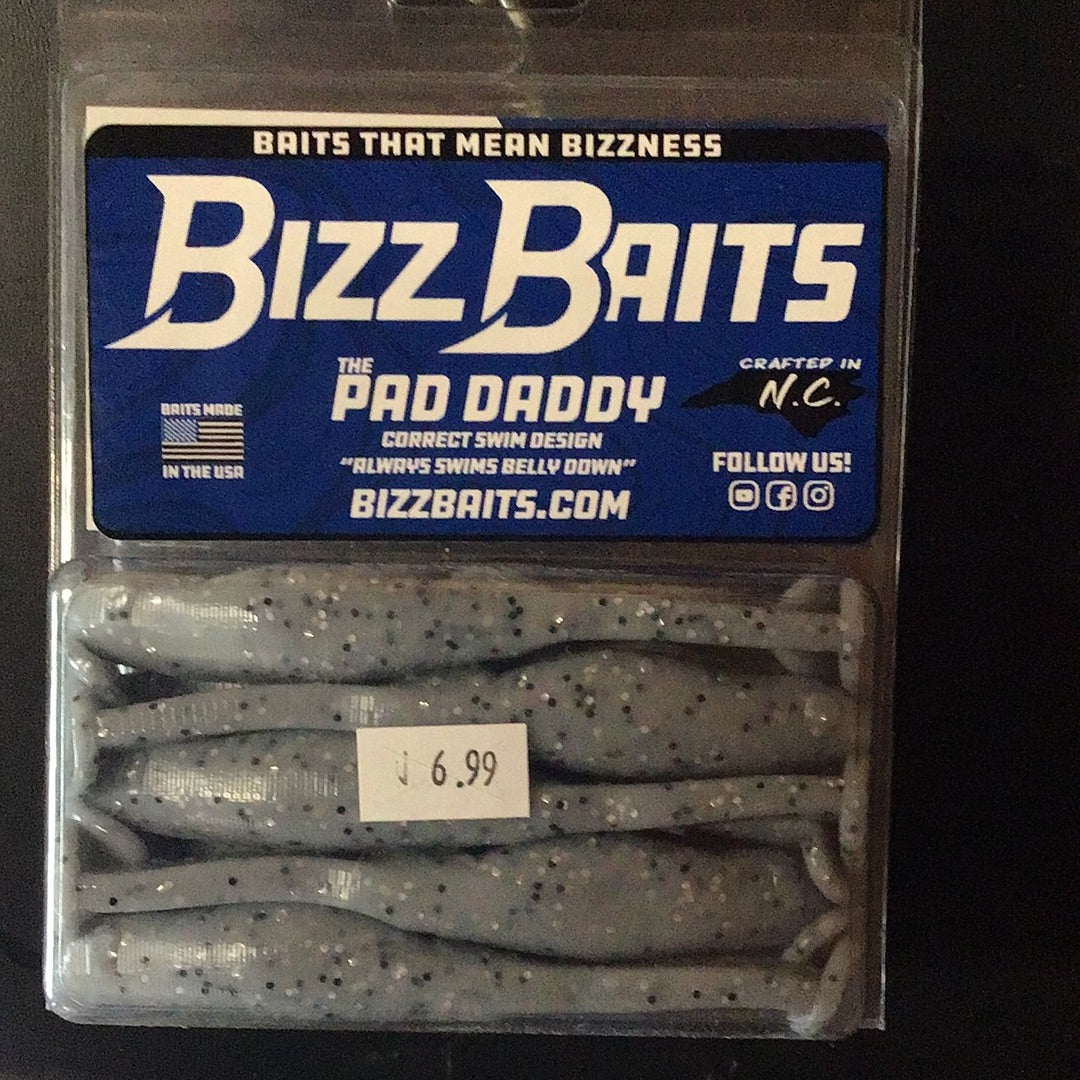 BAITS THAT MEAN BIZZNESS
BIZZ BAITS
THE
PAD DADDY
CORRECT SWIM DESIGN
"ALWAYS SWIMS BELLY DOWN"
BIZZBAITS.COM
BAITS MADE
IN THE USA
CRAFTED IN
N.C.
FOLLOW US!
6.99